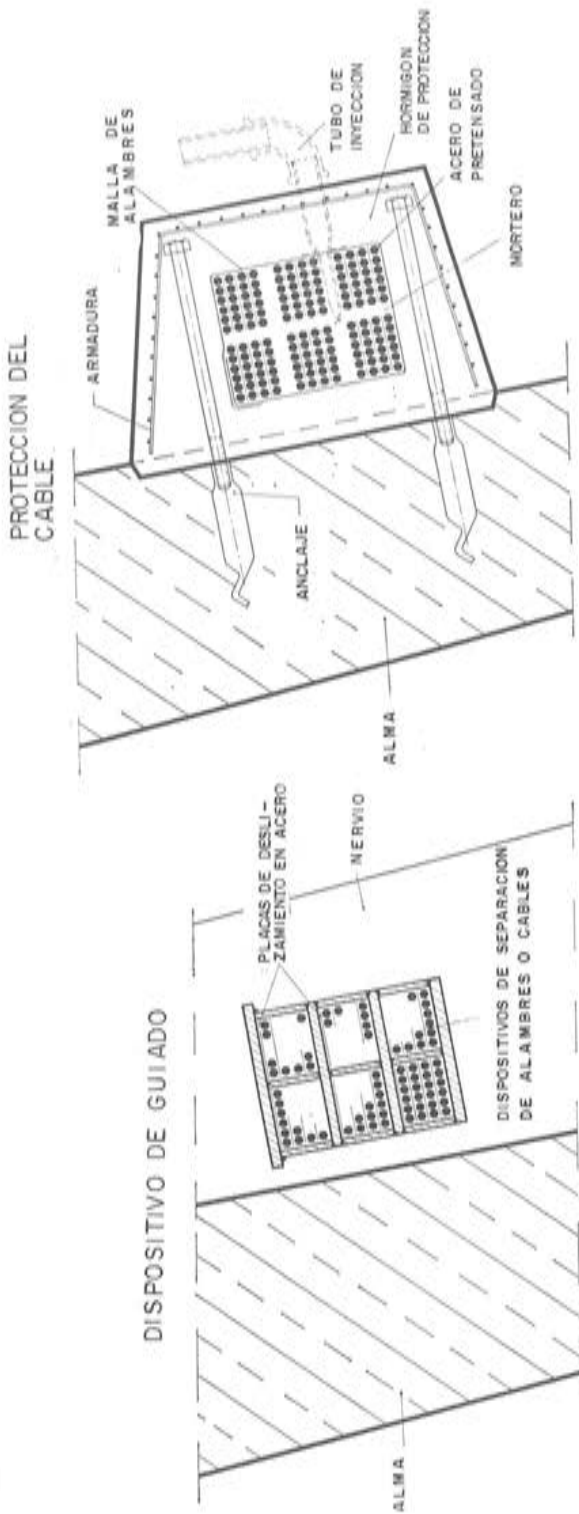 DISPOSITIVO DE GUIADO
PLACAS DE DESLI-
ZAMIENTO EN ACERO
NERVIO
DISPOSITIVOS DE SEPARACION
DE ALAMBRES O CABLES
ALMA
PROTECCION DEL
CABLE
ARMADURA
MALLA DE
ALAMBRES
TUBO DE
INYECCION
HORMIGON
DE PROTECCION
ACERO DE
PRETENSADO
MORTERO
ANCLAJE
ALMA